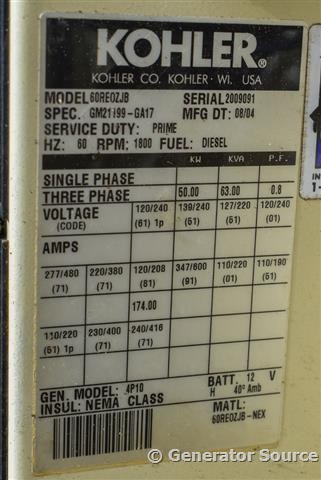 KOHLER®
KOHLER CO. KOHLER, WI. USA
MODEL 60REOZJB SERIAL 2009091
SPEC. GM21199-GA17 MFG DT: 08/04
SERVICE DUTY: PRIME
HZ: 60 RPM: 1800 FUEL: DIESEL
KW KVA P.F.
SINGLE PHASE
THREE PHASE 50.00 63.00 0.8
VOLTAGE 120/240 139/240 127/220 120/240
(CODE) (61) 1p (51) (51) (01)
AMPS
277/480 220/380 120/208 347/600 110/220 110/190
(71) (71) (81) (91) (01) (51)
174.00
110/220 230/400 240/416
(61) 1p (71) (71)
GEN. MODEL: 4P10 BATT. 12 V
INSUL: NEMA CLASS H 40° Amb
MATL:
60REOZJB-NEX
IN
1-
© Generator Source